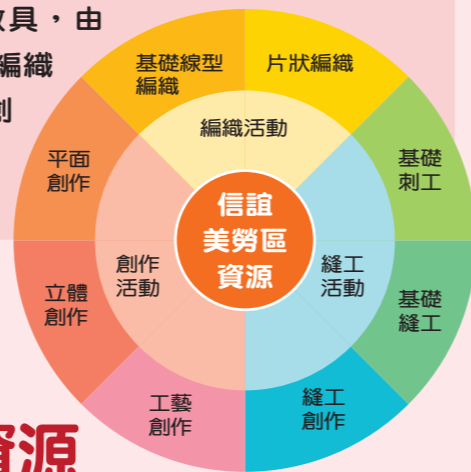 教具，由
編織
創
基礎線型
編織
片狀編織
編織活動
平面
創作
基礎
刺工
信誼
美勞區
資源
創作
活動
縫工
活動
立體
創作
基礎
縫工
工藝
創作
縫工
創作
資源